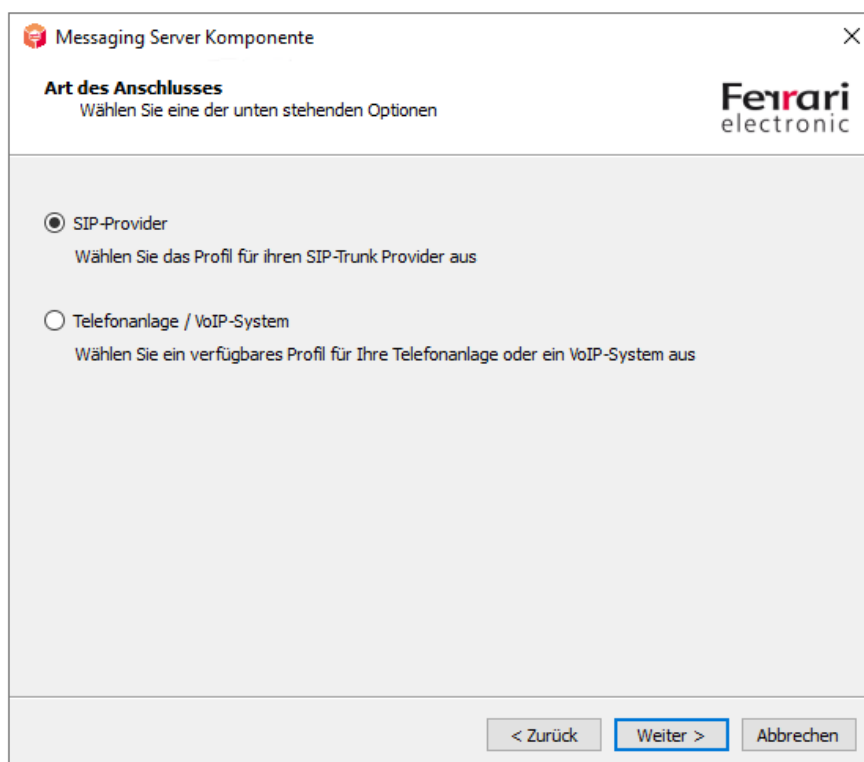 Messaging Server Komponente
Art des Anschlusses
Wählen Sie eine der unten stehenden Optionen
Ferrari
electronic
SIP-Provider
Wählen Sie das Profil für ihren SIP-Trunk Provider aus
Telefonanlage / VoIP-System
Wählen Sie ein verfügbares Profil für Ihre Telefonanlage oder ein VoIP-System aus
< Zurück
Weiter >
Abbrechen